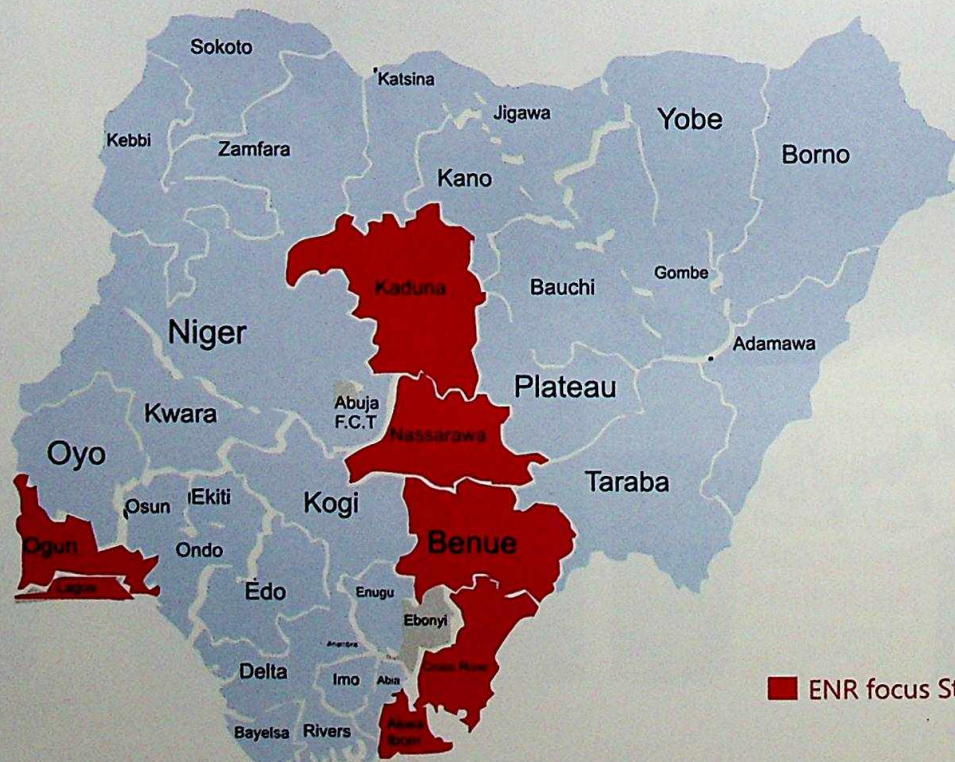 Sokoto
Katsina
Jigawa
Yobe
Kebbi
Zamfara
Borno
Kano
Kaduna
Bauchi
Gombe
Niger
Adamawa
Plateau
Abuja
F.C.T
Kwara
Nassarawa
Oyo
Taraba
Kogi
Osun
Ekiti
Ogun
Ondo
Benue
Lagos
Edo
Enugu
Ebonyi
Anambra
Cross River
Delta
Imo
Abia
ENR focus St
Bayelsa
Rivers
Akwa
Ibom